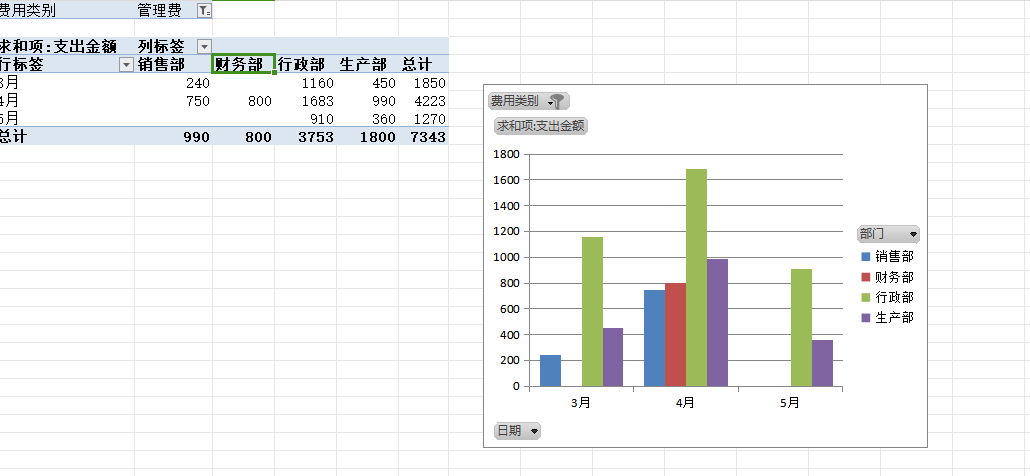 费用类别 管理费
求和项:支出金额 列标签
行标签 销售部 财务部 行政部 生产部 总计
3月 240 1160 450 1850
4月 750 800 1683 990 4223
5月 910 360 1270
总计 990 800 3753 1800 7343
费用类别
求和项:支出金额
1800
1600
1400
1200
1000
800
600
400
200
0
3月 4月 5月
部门
销售部
财务部
行政部
生产部
日期